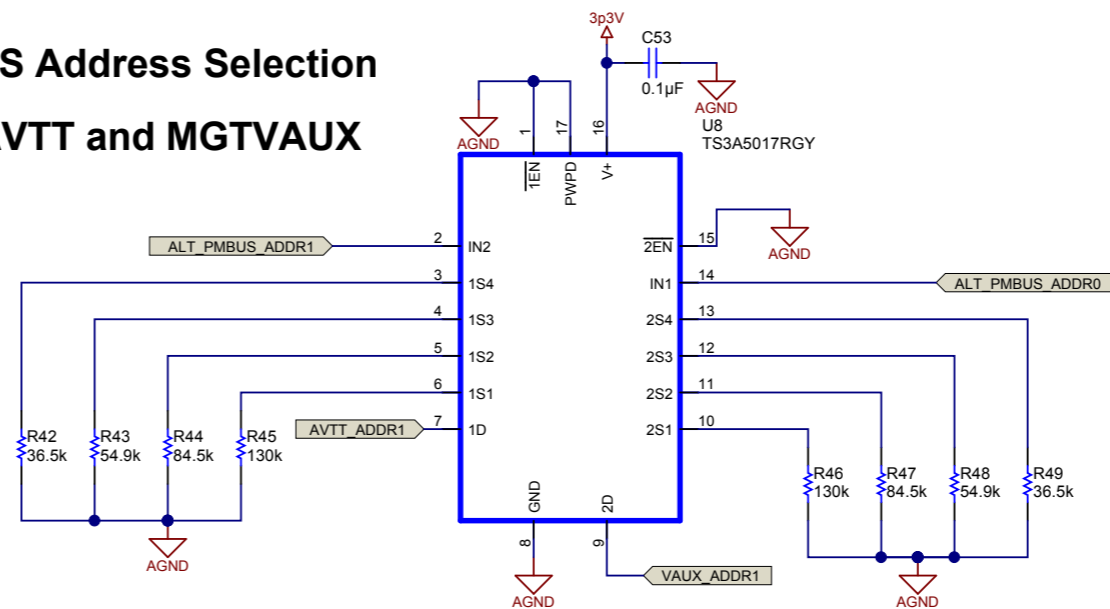 S Address Selection
AVTT and MGTVAUX
3p3V
C53
0.1µF
AGND
U8
TS3A5017RGY
AGND
1
17
16
1EN
PWPD
V+
ALT_PMBUS_ADDR1
2
IN2
2EN
15
AGND
3
1S4
IN1
14
ALT_PMBUS_ADDR0
4
1S3
2S4
13
5
1S2
2S3
12
6
1S1
2S2
11
AVTT_ADDR1
7
1D
2S1
10
R42
36.5k
R43
54.9k
R44
84.5k
R45
130k
R46
130k
R47
84.5k
R48
54.9k
R49
36.5k
GND
2D
8
9
AGND
AGND
VAUX_ADDR1
AGND